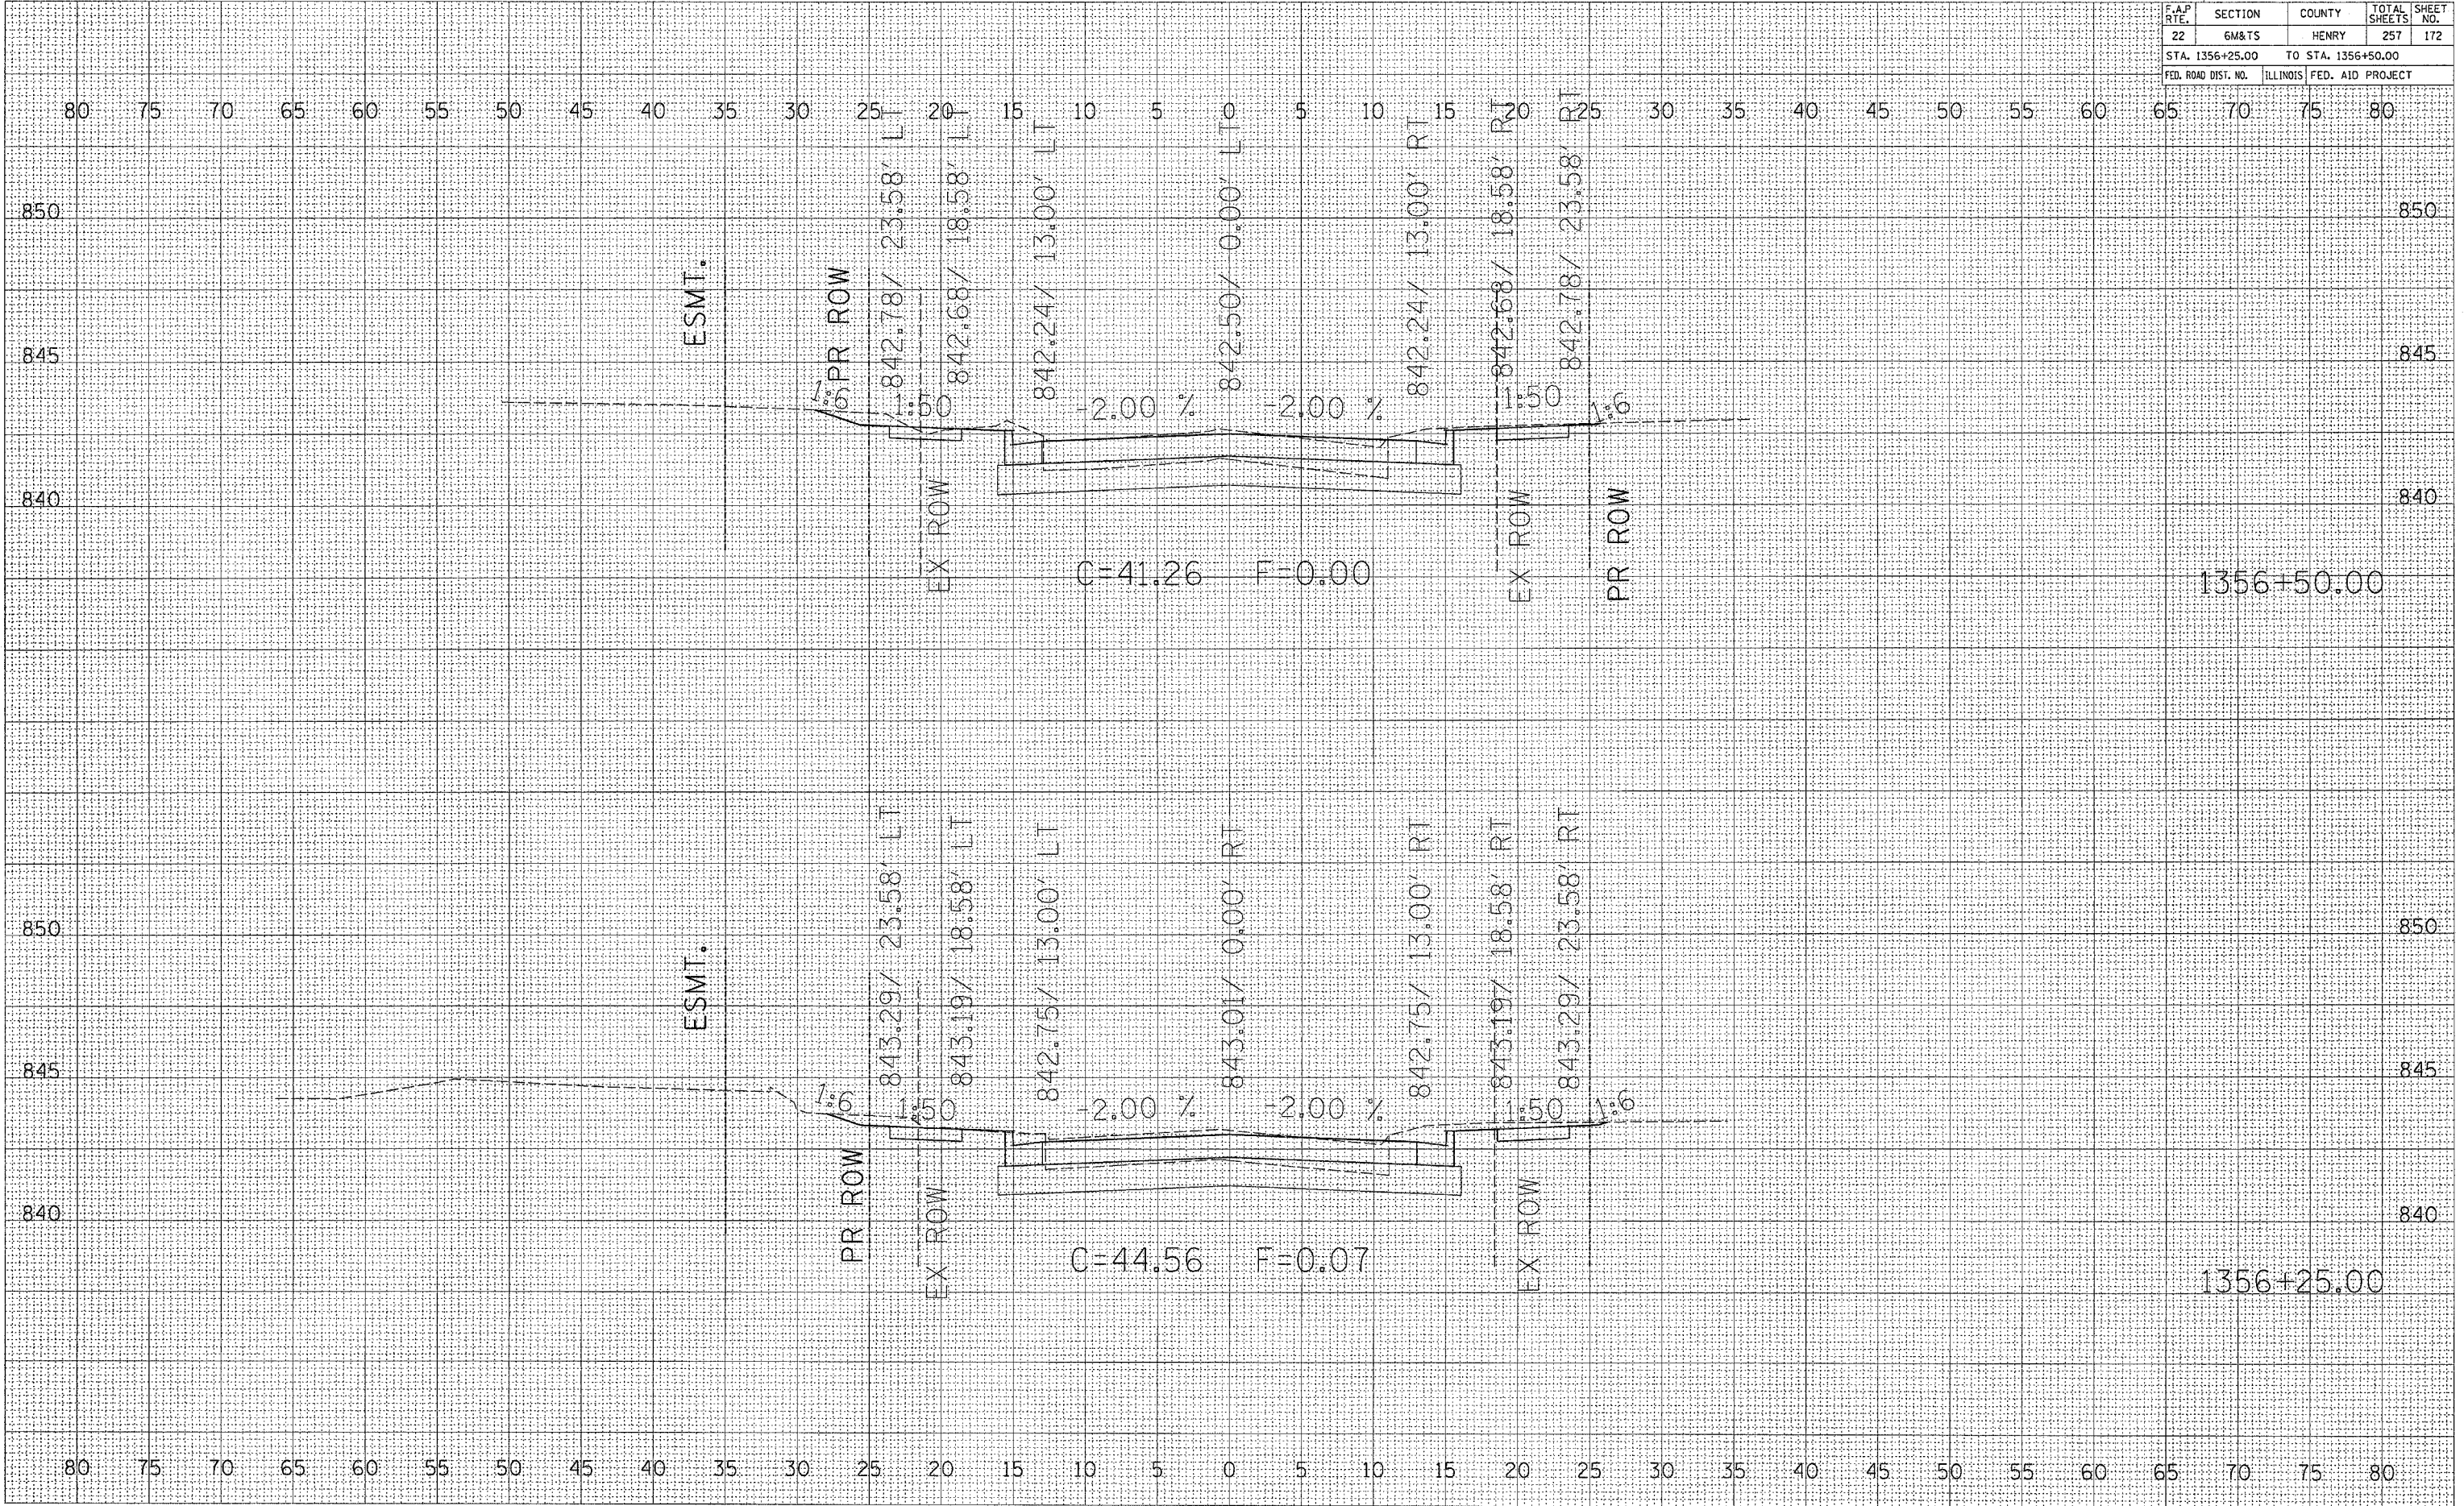 F.A.P RTE. SECTION COUNTY TOTAL SHEETS SHEET NO.
22 6M&TS HENRY 257 172
STA. 1356+25.00 TO STA. 1356+50.00
FED. ROAD DIST. NO. ILLINOIS FED. AID PROJECT
80 75 70 65 60 55 50 45 40 35 30 25 20 15 10 5 0 5 10 15 20 25 30 35 40 45 50 55 60 65 70 75 80
850
850
845
845
840
840
ESMT.
PR ROW
842.78/ 23.58' LT
842.68/ 18.58' LT
842.24/ 13.00' LT
842.50/ 0.00' LT
842.24/ 13.00' RT
842.68/ 18.58' RT
842.78/ 23.58' RT
1:6
1:50
-2.00 %
-2.00 %
1:50
1:6
EX ROW
EX ROW
PR ROW
C=41.26 F=0.00
1356+50.00
850
850
845
845
840
840
ESMT.
843.29/ 23.58' LT
843.19/ 18.58' LT
842.75/ 13.00' LT
843.01/ 0.00' RT
842.75/ 13.00' RT
843.19/ 18.58' RT
843.29/ 23.58' RT
1:6
1:50
-2.00 %
-2.00 %
1:50
1:6
PR ROW
EX ROW
EX ROW
C=44.56 F=0.07
1356+25.00
80 75 70 65 60 55 50 45 40 35 30 25 20 15 10 5 0 5 10 15 20 25 30 35 40 45 50 55 60 65 70 75 80